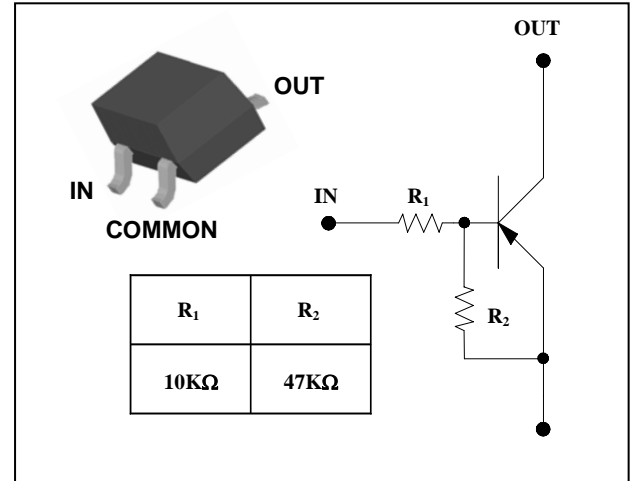 OUT
OUT
IN
COMMON
IN
R₁
R₂
R₁ R₂
10KΩ 47KΩ